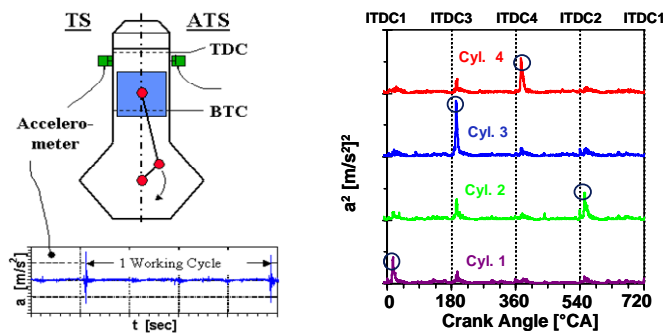 TS
ATS
TDC
BTC
Accelero-
meter
a [m/s²]
1 Working Cycle
t [sec]
ITDC1 ITDC3 ITDC4 ITDC2 ITDC1
a² [m/s²]²
Cyl. 4
Cyl. 3
Cyl. 2
Cyl. 1
0 180 360 540 720
Crank Angle [°CA]